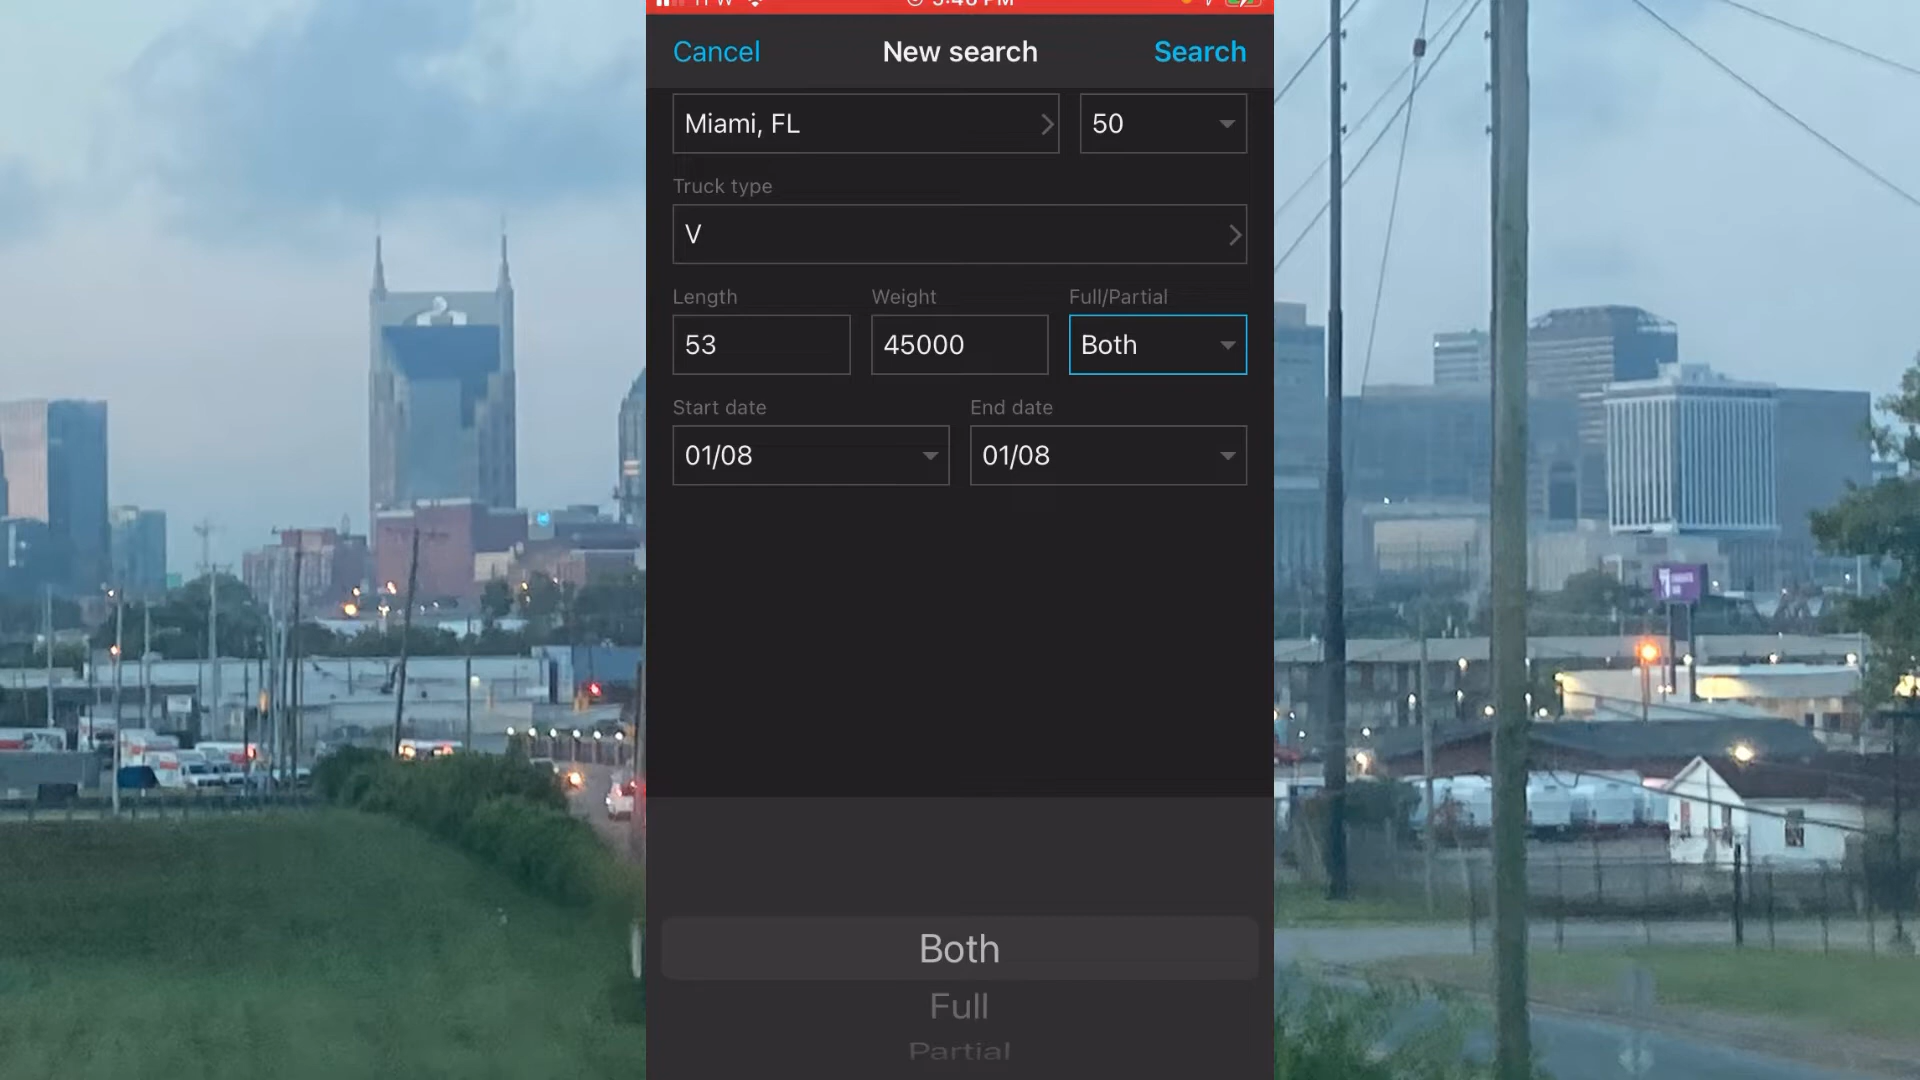 Cancel New search Search
Miami, FL 50
Truck type
V
Length Weight Full/Partial
53 45000 Both
Start date End date
01/08 01/08
Both
Full
Partial